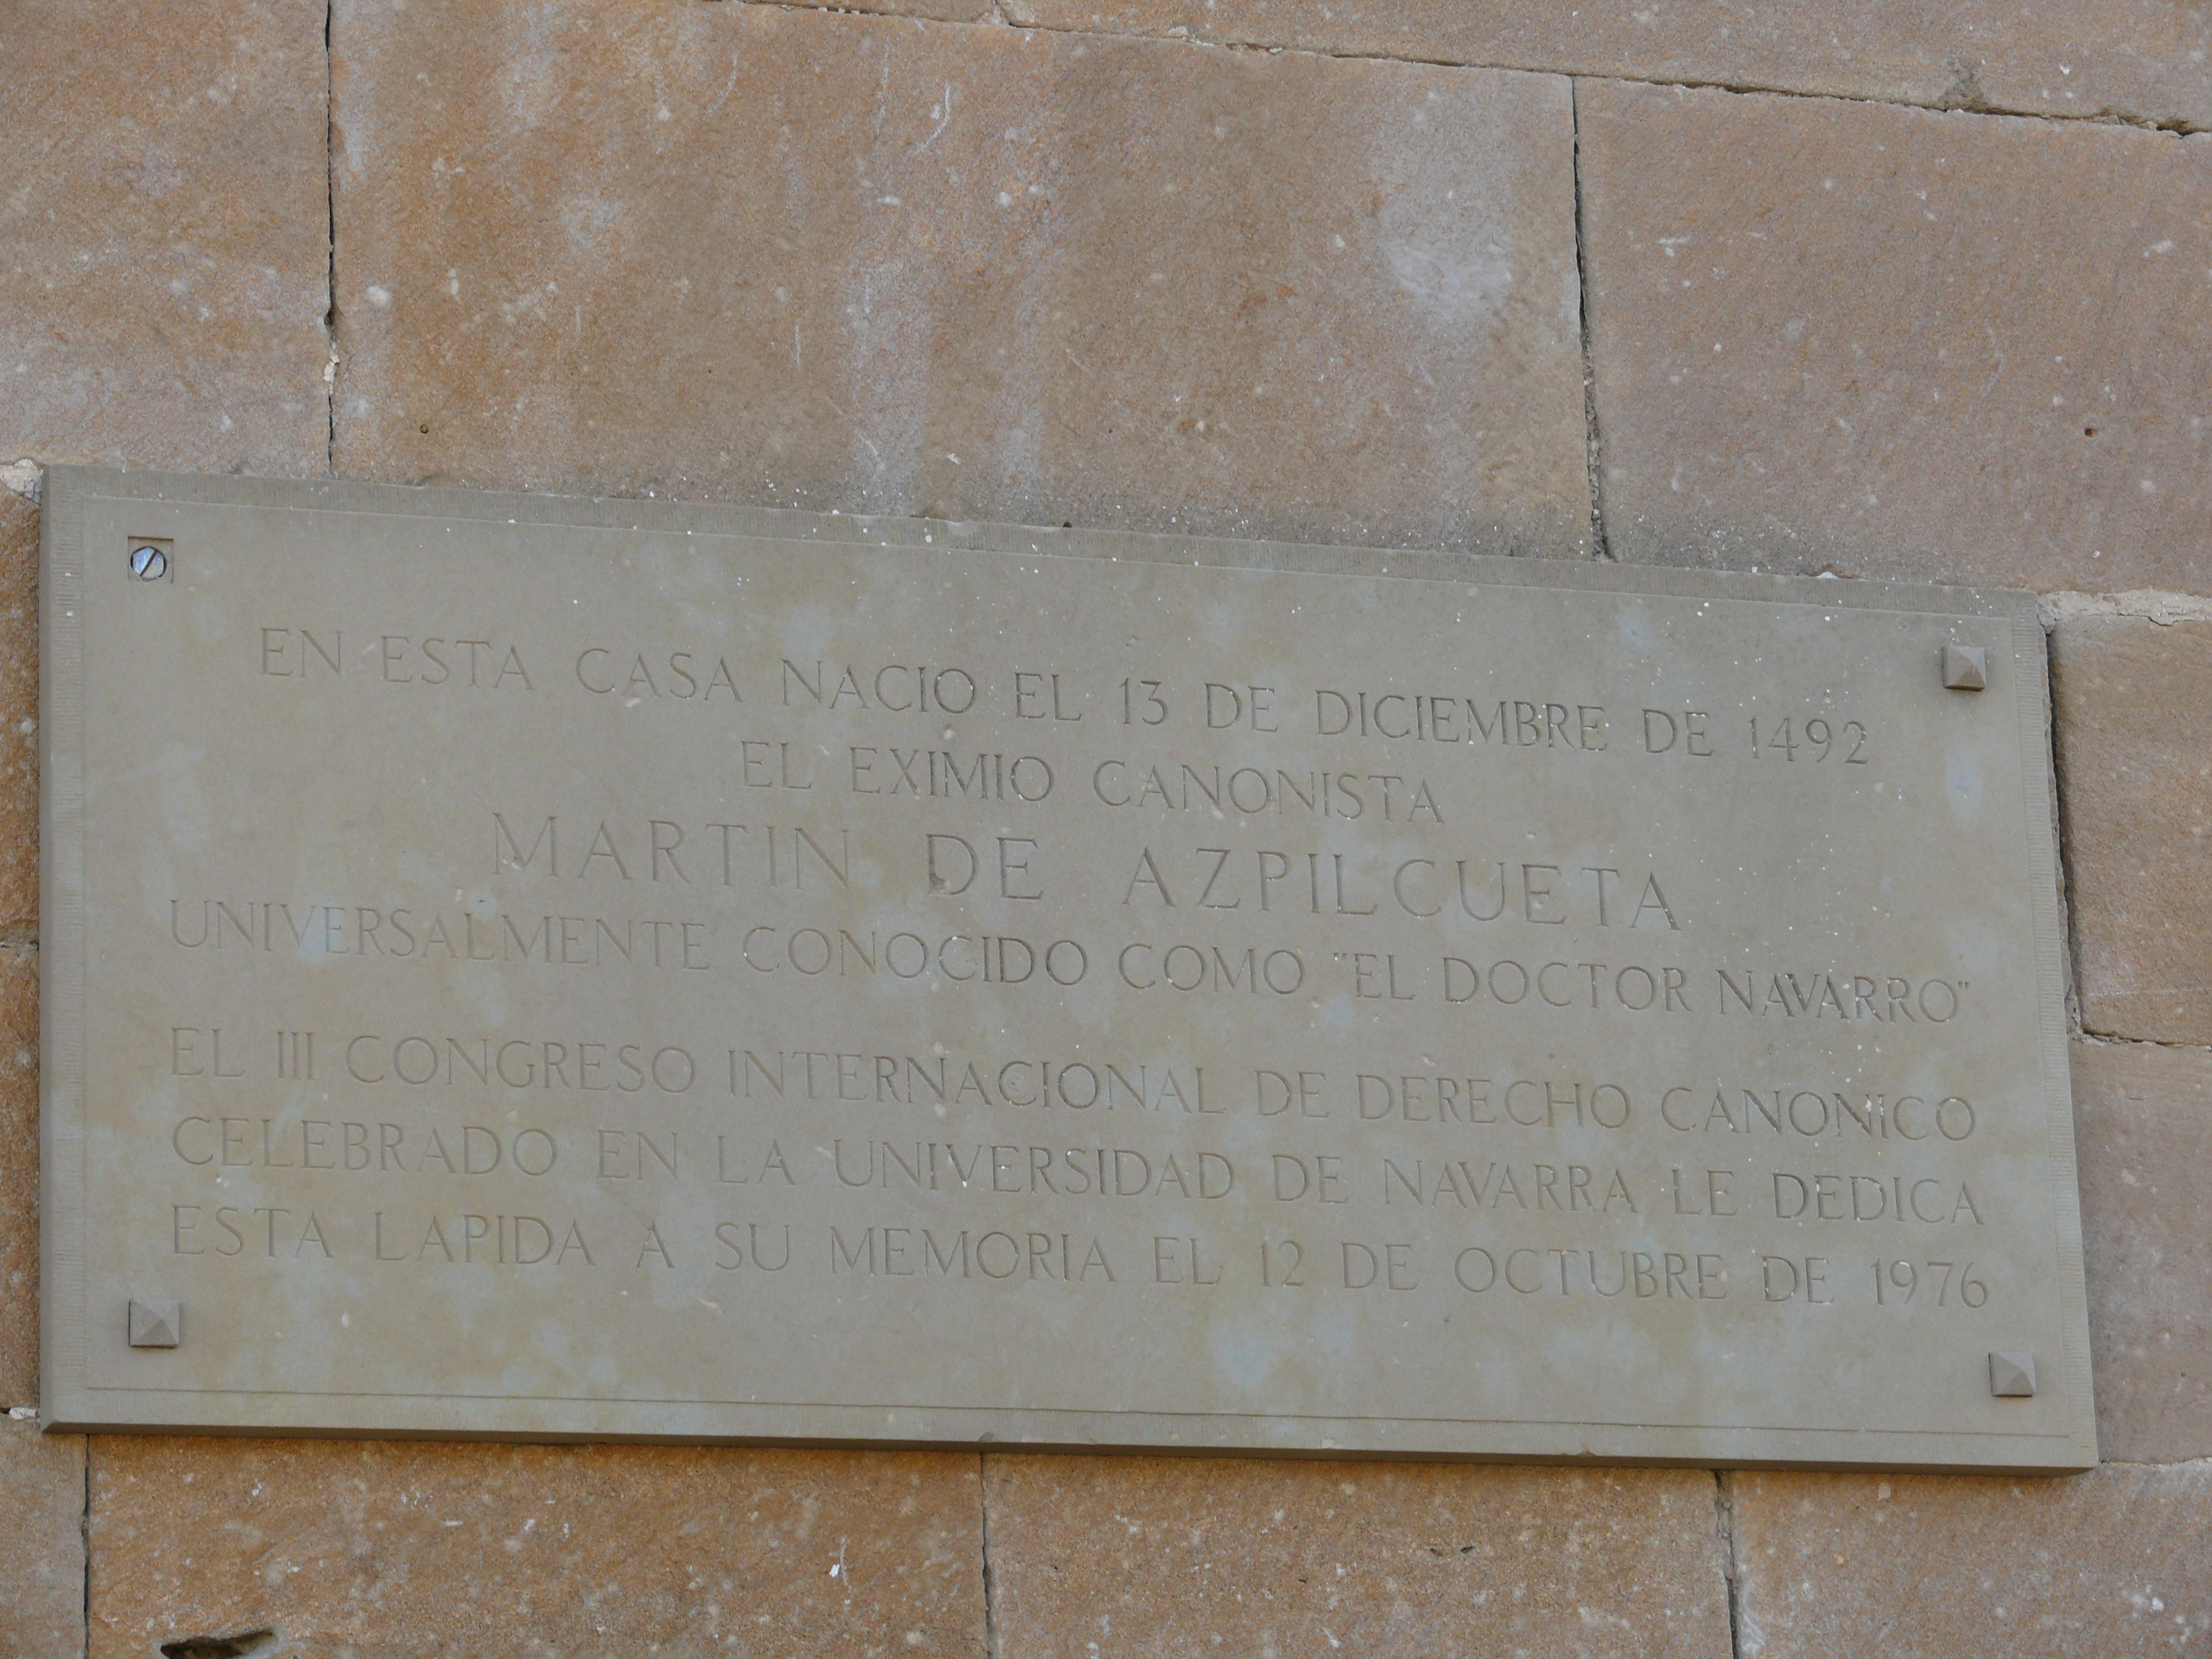 EN ESTA CASA NACIO EL 13 DE DICIEMBRE DE 1492
EL EXIMIO CANONISTA
MARTIN DE AZPILCUETA
UNIVERSALMENTE CONOCIDO COMO "EL DOCTOR NAVARRO"
EL III CONGRESO INTERNACIONAL DE DERECHO CANONICO
CELEBRADO EN LA UNIVERSIDAD DE NAVARRA LE DEDICA
ESTA LAPIDA A SU MEMORIA EL 12 DE OCTUBRE DE 1976